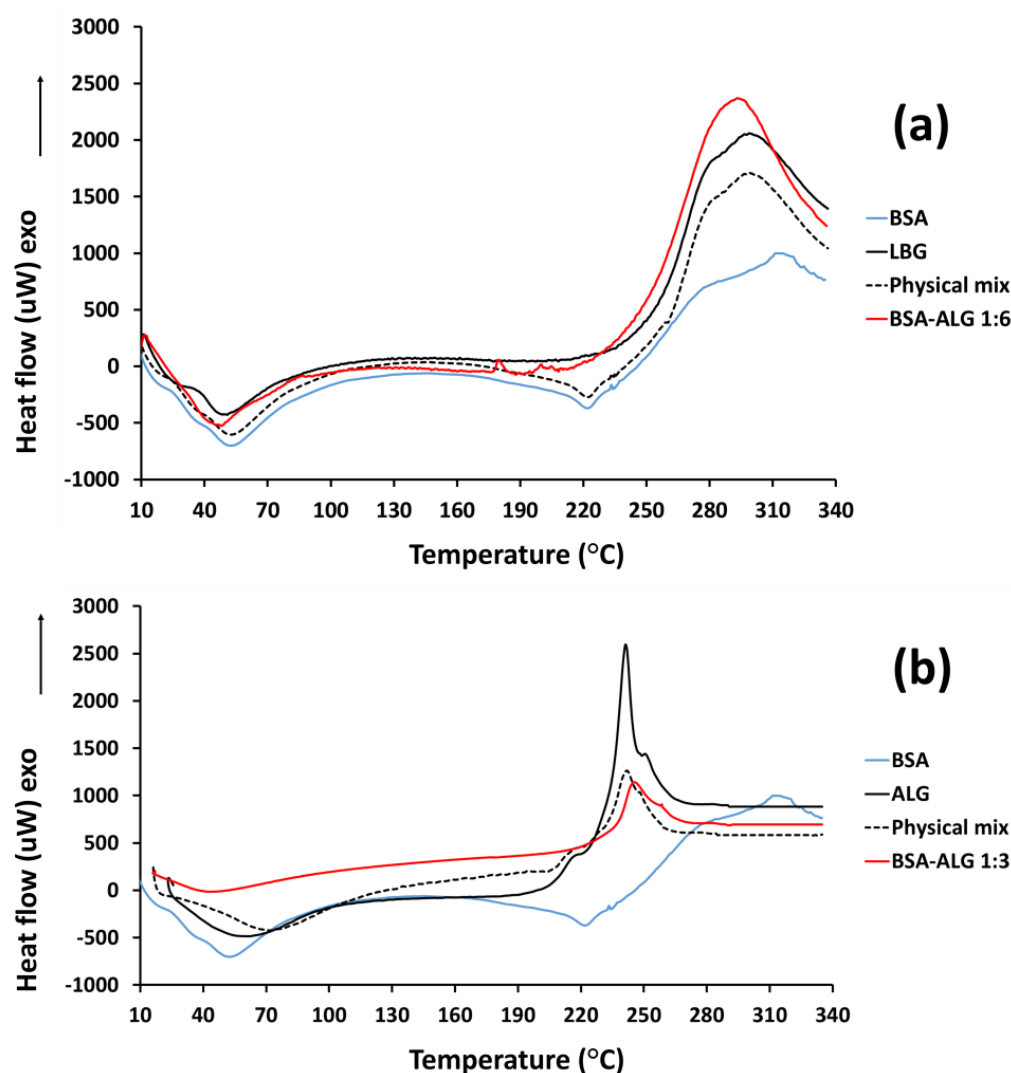 3000
2500
2000
1500
1000
500
0
-500
-1000
Heat flow (uW) exo
10 40 70 100 130 160 190 220 250 280 310 340
Temperature (°C)
(a)
BSA
LBG
Physical mix
BSA-ALG 1:6
3000
2500
2000
1500
1000
500
0
-500
-1000
Heat flow (uW) exo
10 40 70 100 130 160 190 220 250 280 310 340
Temperature (°C)
(b)
BSA
ALG
Physical mix
BSA-ALG 1:3